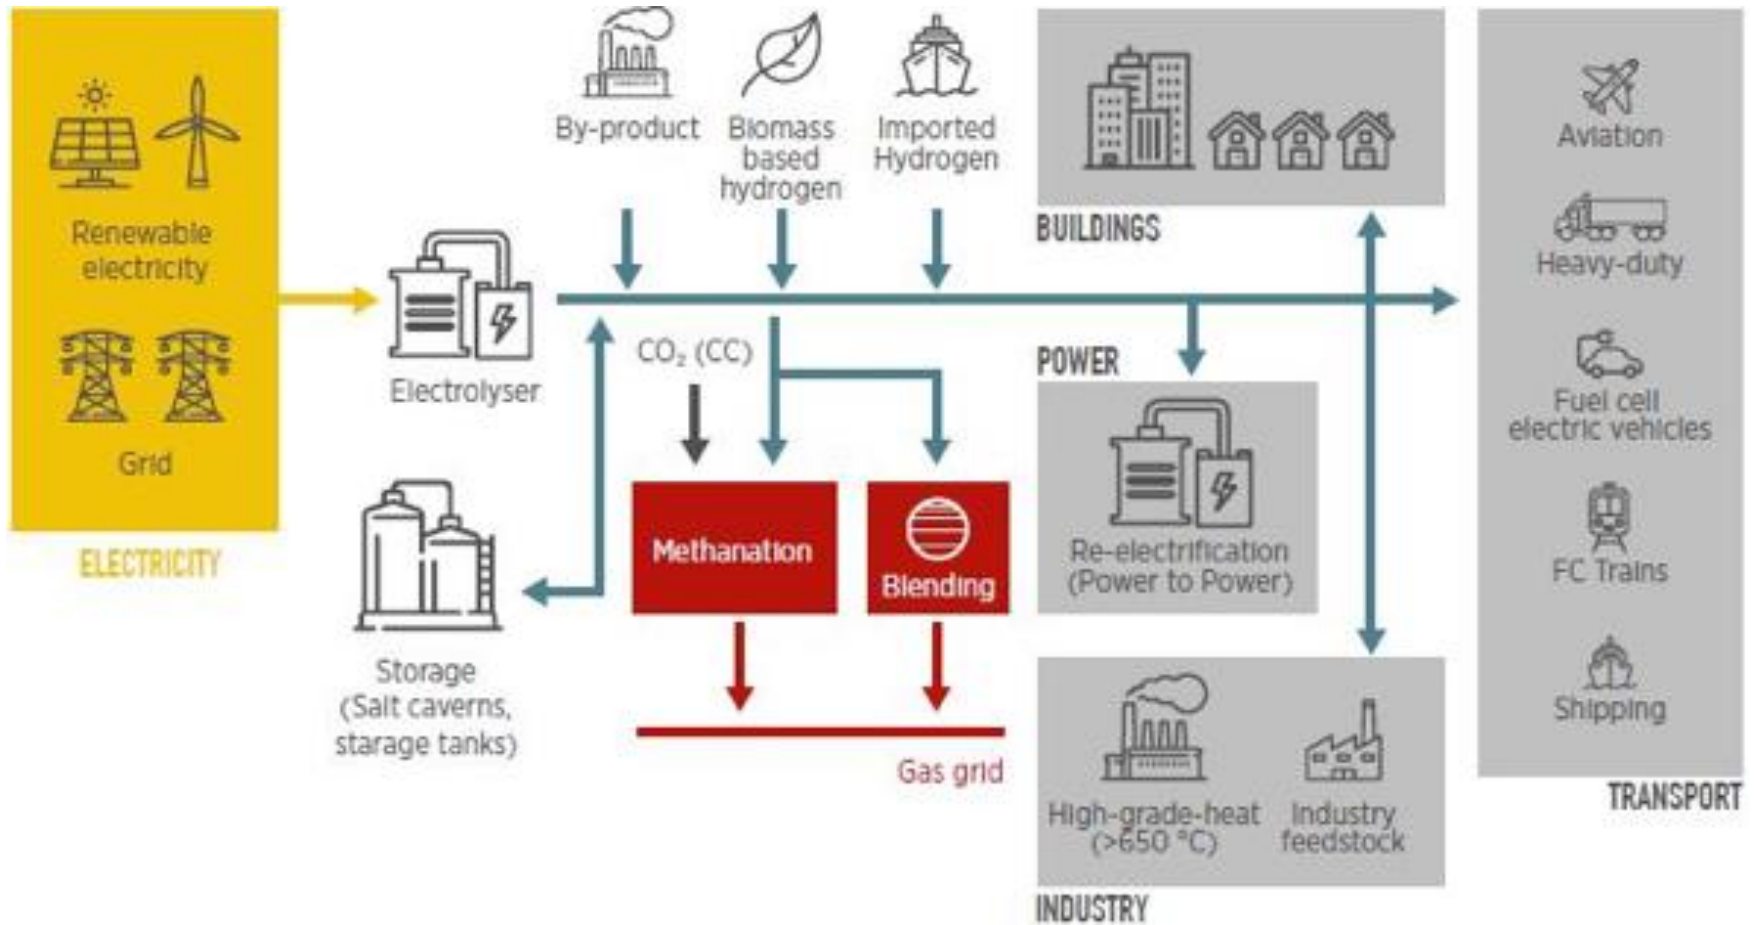 Renewable
electricity
Grid
ELECTRICITY
Electrolyser
Storage
(Salt caverns,
starage tanks)
By-product
Biomass
based
hydrogen
Imported
Hydrogen
CO₂ (CC)
Methanation
Blending
Gas grid
BUILDINGS
POWER
Re-electrification
(Power to Power)
High-grade-heat
(>650 °C)
Industry
feedstock
INDUSTRY
Aviation
Heavy-duty
Fuel cell
electric vehicles
FC Trains
Shipping
TRANSPORT